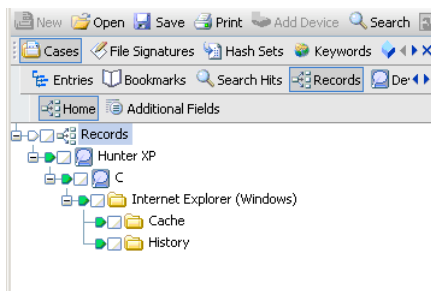 New Open Save Print Add Device Search
Cases File Signatures Hash Sets Keywords
Entries Bookmarks Search Hits Records De
Home Additional Fields
Records
Hunter XP
C
Internet Explorer (Windows)
Cache
History